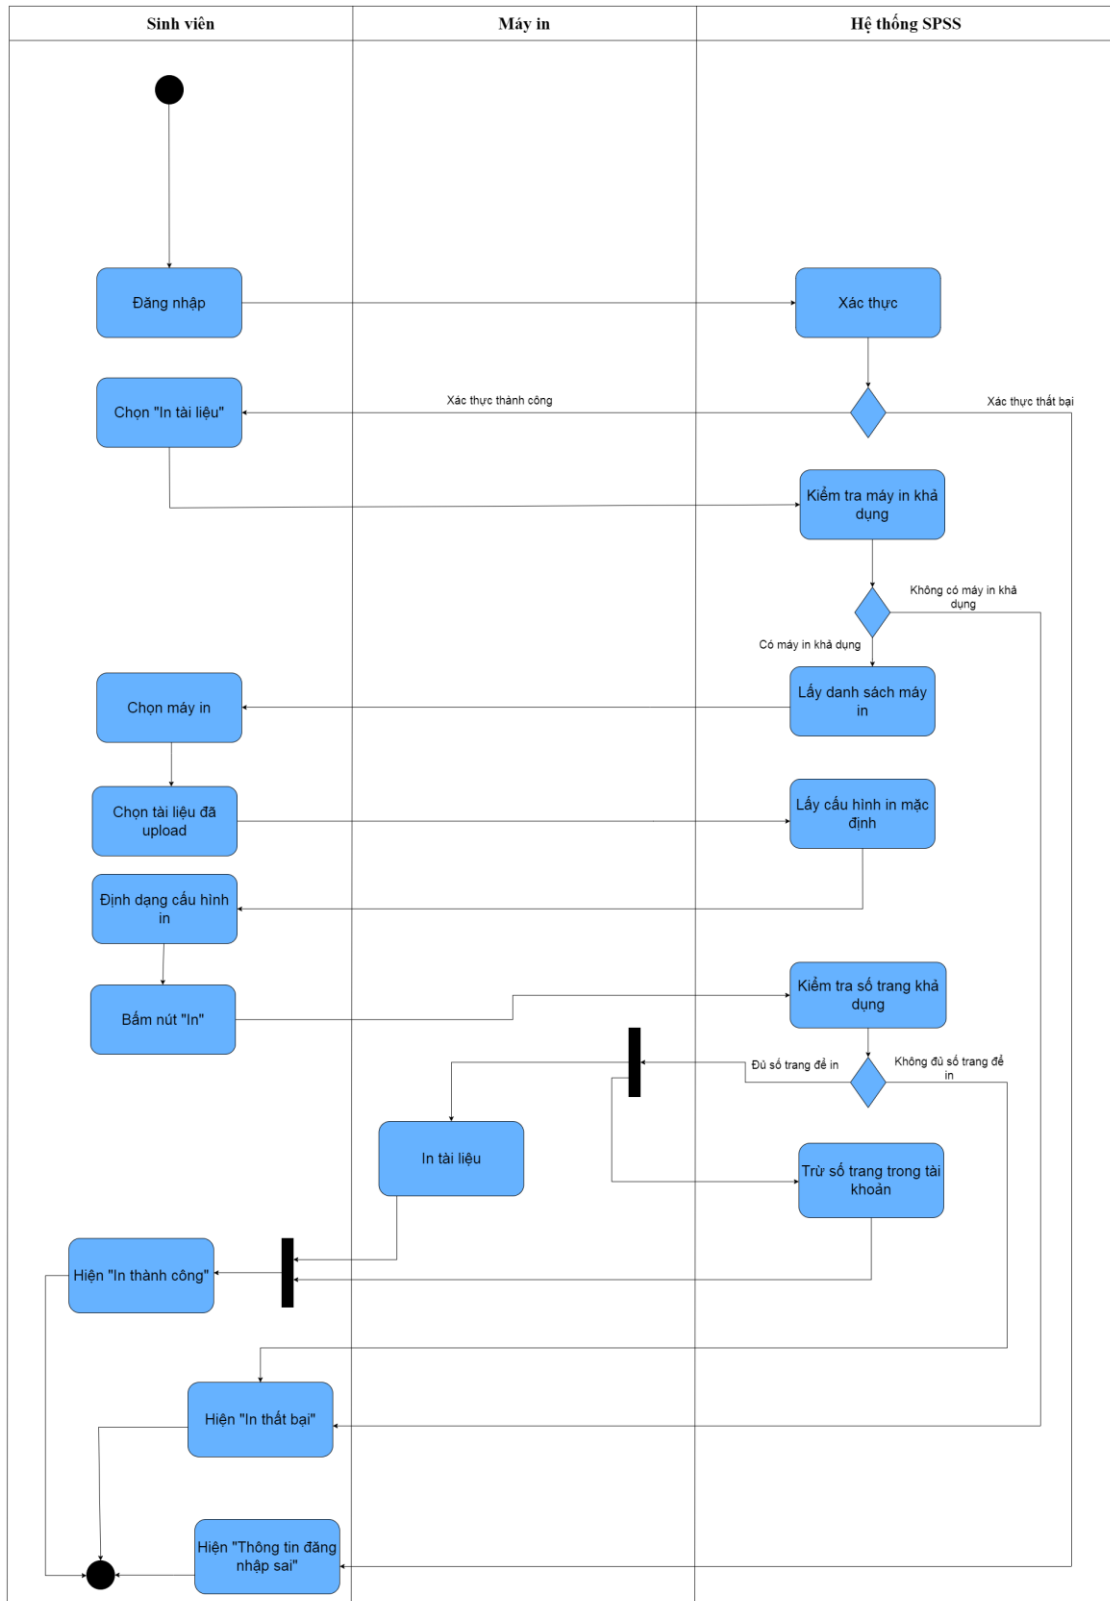 Sinh viên
Máy in
Hệ thống SPSS
Đăng nhập
Xác thực
Chọn "In tài liệu"
Xác thực thành công
Xác thực thất bại
Kiểm tra máy in khả
dụng
Không có máy in khả
dụng
Có máy in khả dụng
Chọn máy in
Lấy danh sách máy
in
Chọn tài liệu đã
upload
Lấy cấu hình in mặc
định
Định dạng cấu hình
in
Bấm nút "In"
Kiểm tra số trang khả
dụng
Đủ số trang để in
Không đủ số trang để
in
In tài liệu
Trừ số trang trong tài
khoản
Hiện "In thành công"
Hiện "In thất bại"
Hiện "Thông tin đăng
nhập sai"